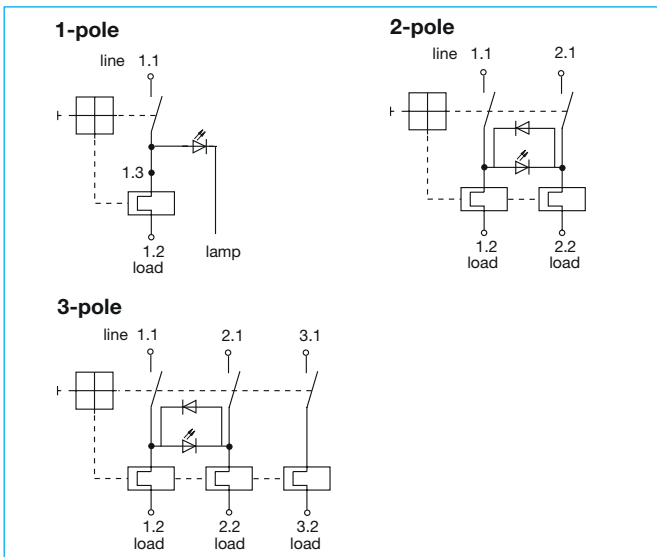 1-pole
line 1.1
1.3
1.2
load
lamp
2-pole
line 1.1 2.1
1.2 2.2
load load
3-pole
line 1.1 2.1 3.1
1.2 2.2 3.2
load load load